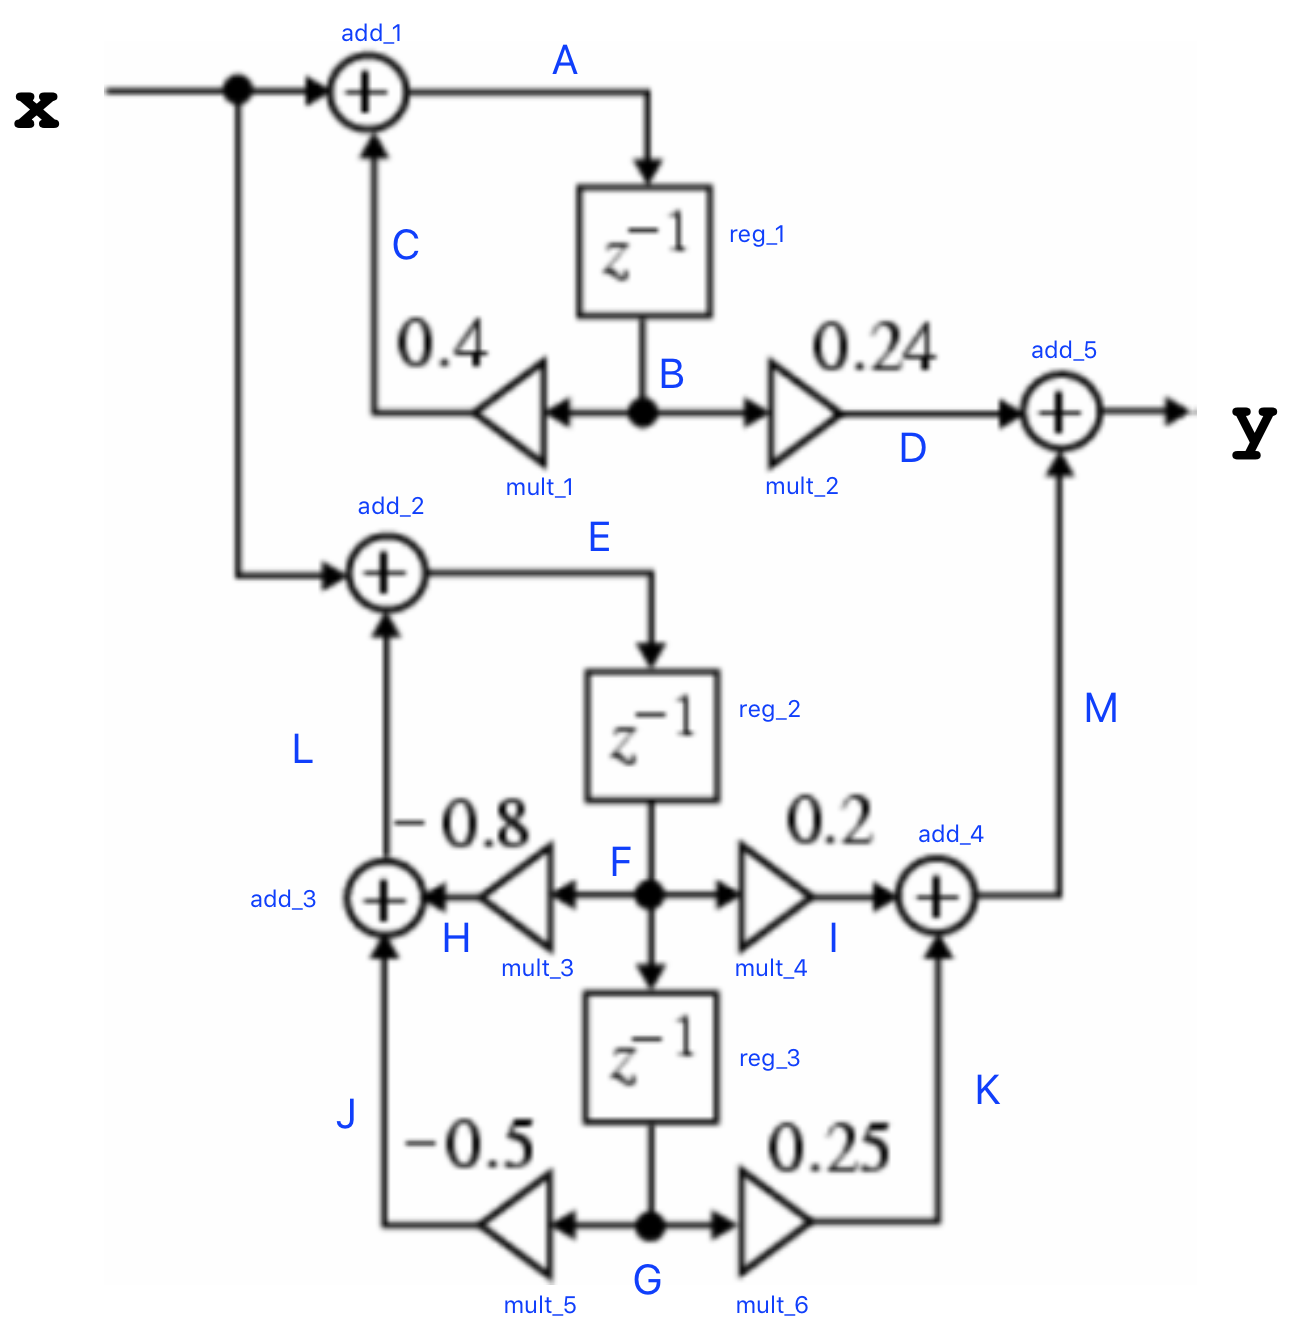 add_1
A
x
z⁻¹
reg_1
C
0.4
B
0.24
add_5
y
D
mult_1
mult_2
add_2
E
z⁻¹
reg_2
M
L
-0.8
0.2
add_4
F
add_3
H
I
mult_3
mult_4
z⁻¹
reg_3
K
J
-0.5
0.25
G
mult_5
mult_6